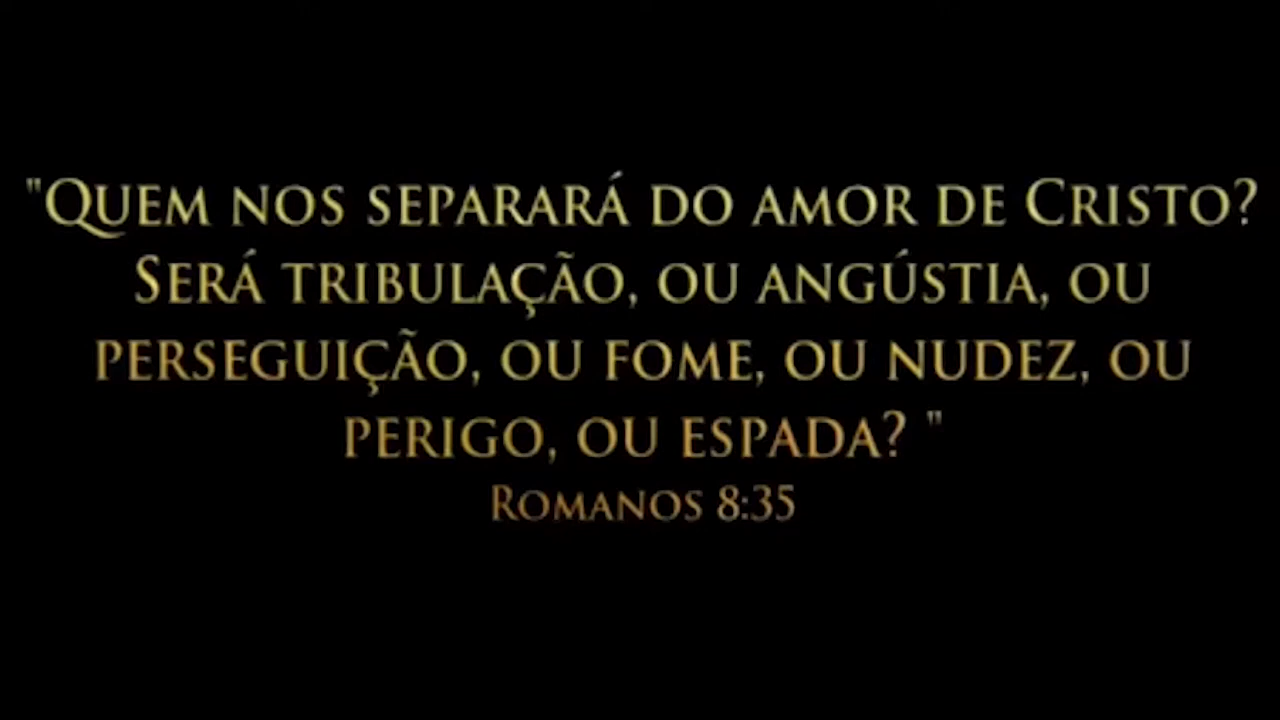 "Quem nos separará do amor de Cristo?
Será tribulação, ou angústia, ou
perseguição, ou fome, ou nudez, ou
perigo, ou espada? "
Romanos 8:35